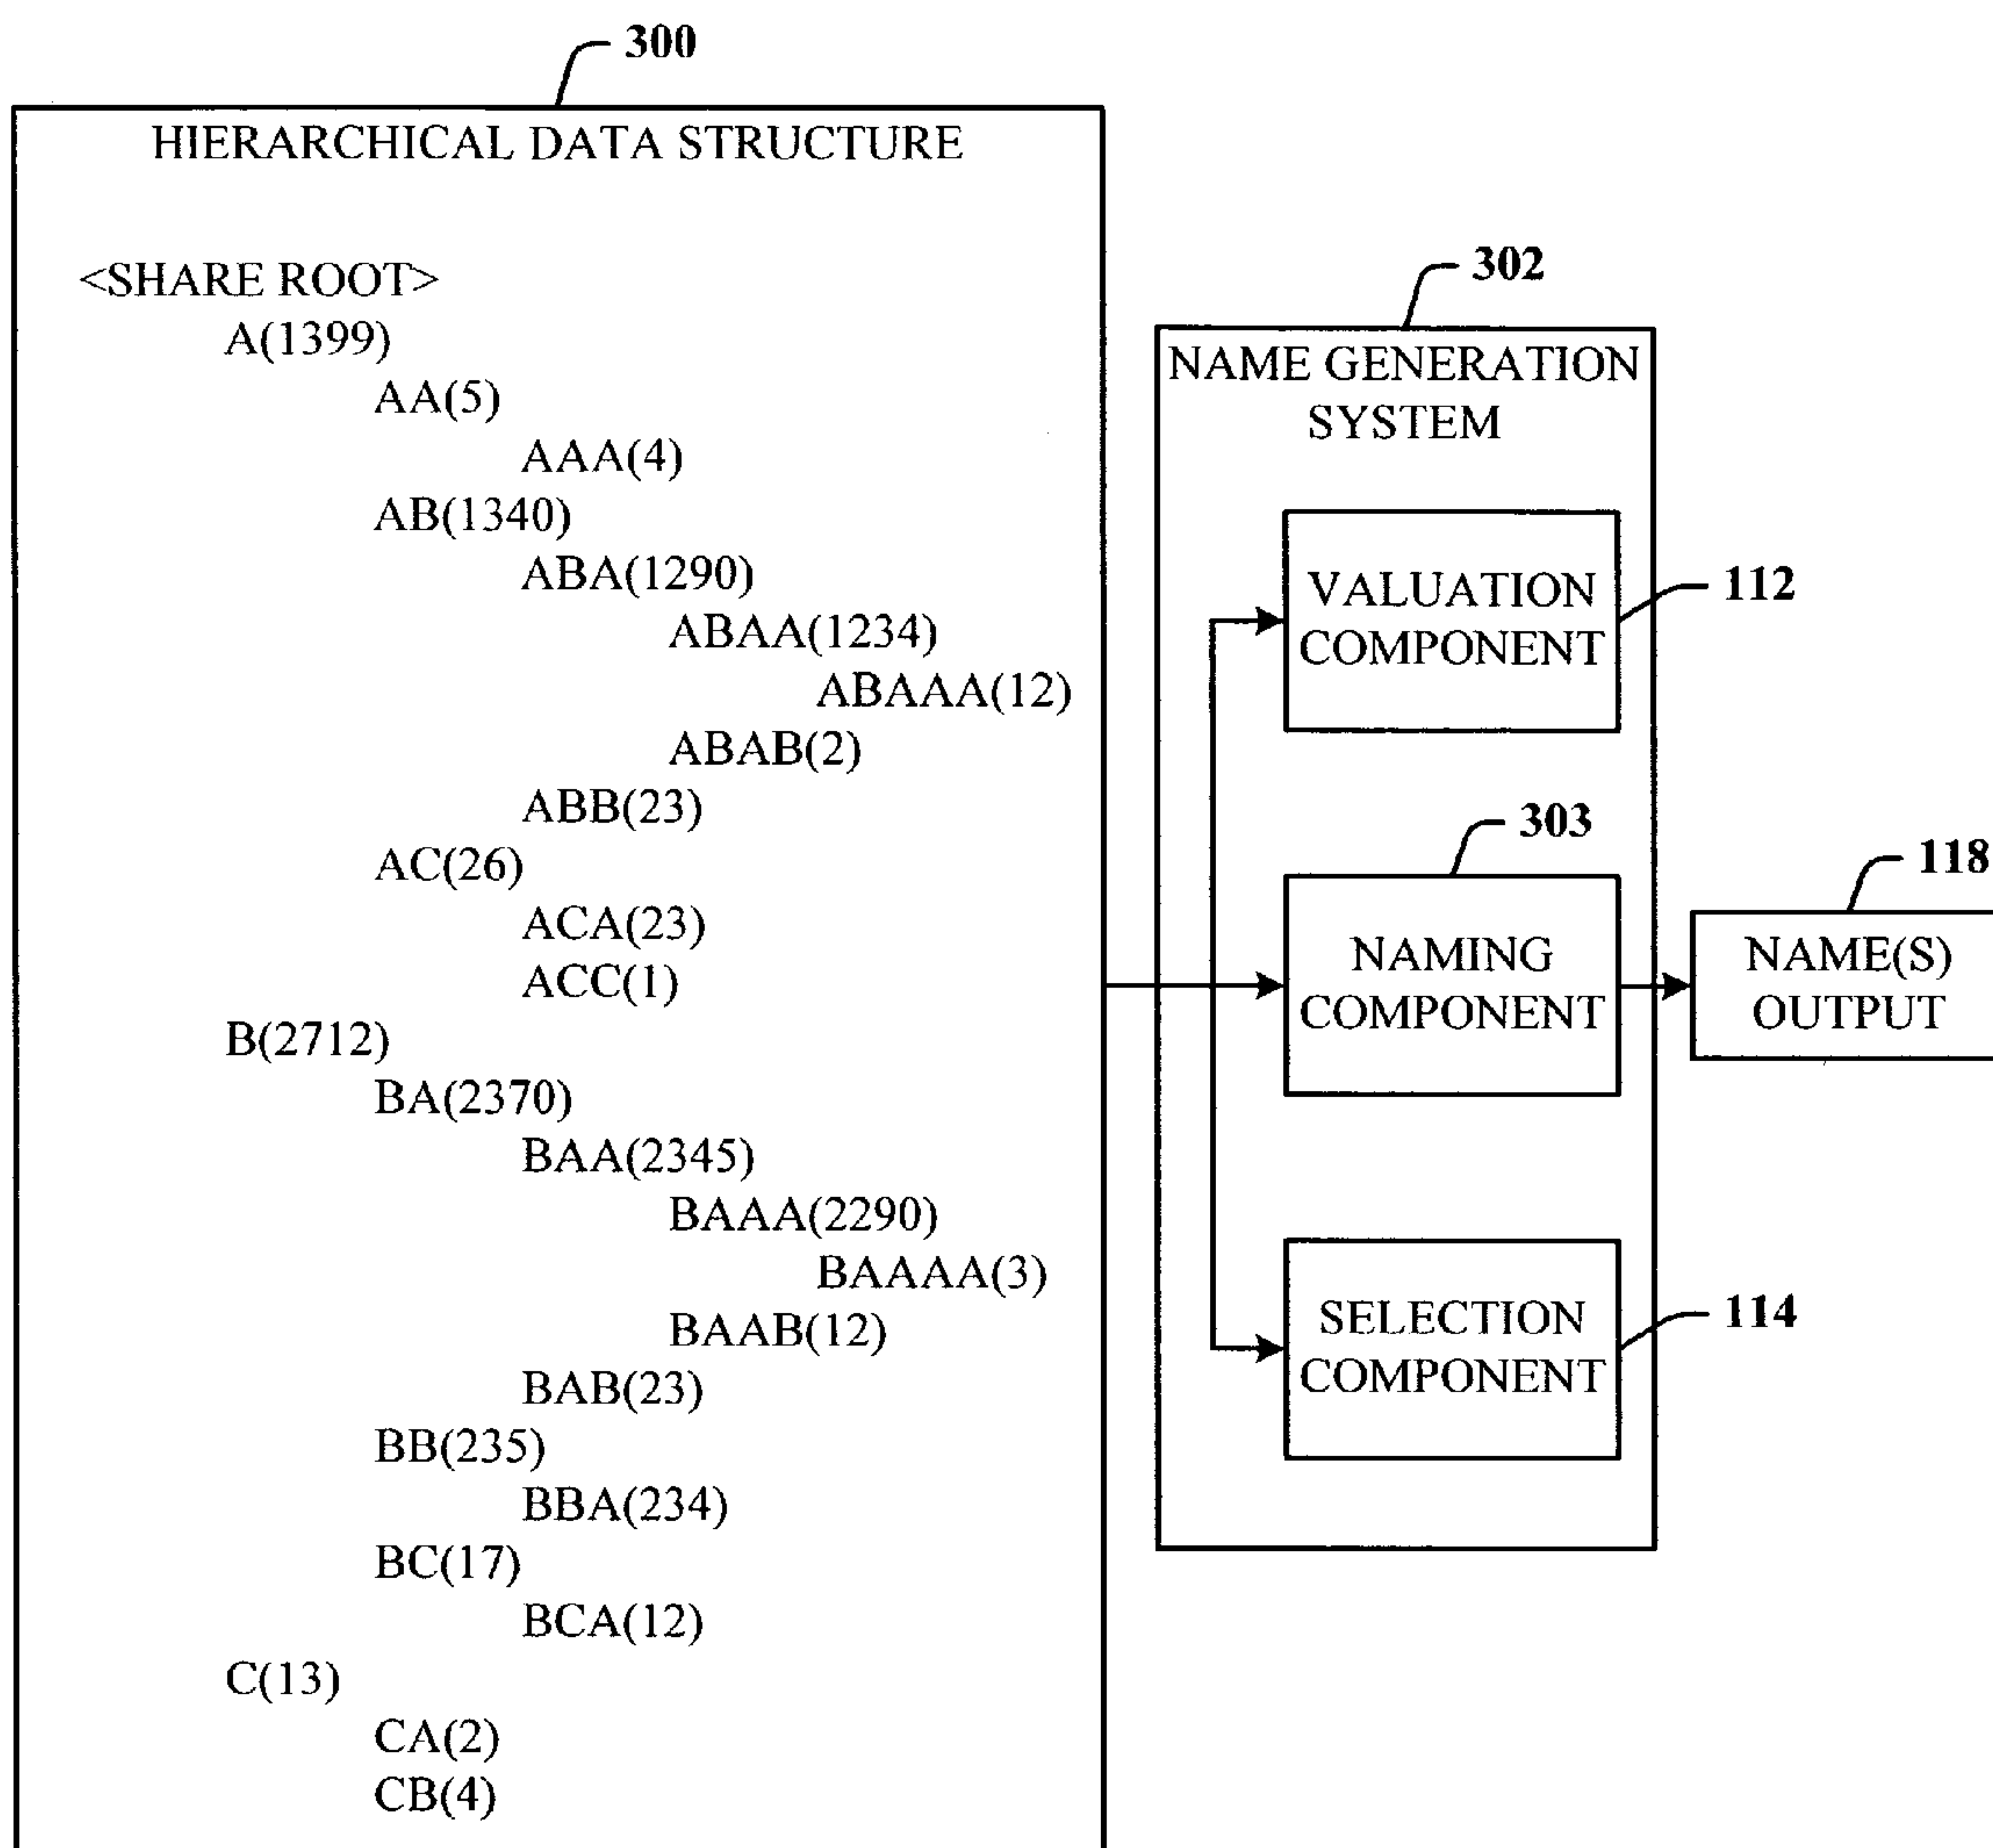 300
HIERARCHICAL DATA STRUCTURE
<SHARE ROOT>
A(1399)
AA(5)
AAA(4)
AB(1340)
ABA(1290)
ABAA(1234)
ABAAA(12)
ABAB(2)
ABB(23)
AC(26)
ACA(23)
ACC(1)
B(2712)
BA(2370)
BAA(2345)
BAAA(2290)
BAAAA(3)
BAAB(12)
BAB(23)
BB(235)
BBA(234)
BC(17)
BCA(12)
C(13)
CA(2)
CB(4)
302
NAME GENERATION
SYSTEM
VALUATION
COMPONENT
112
303
NAMING
COMPONENT
118
NAME(S)
OUTPUT
SELECTION
COMPONENT
114